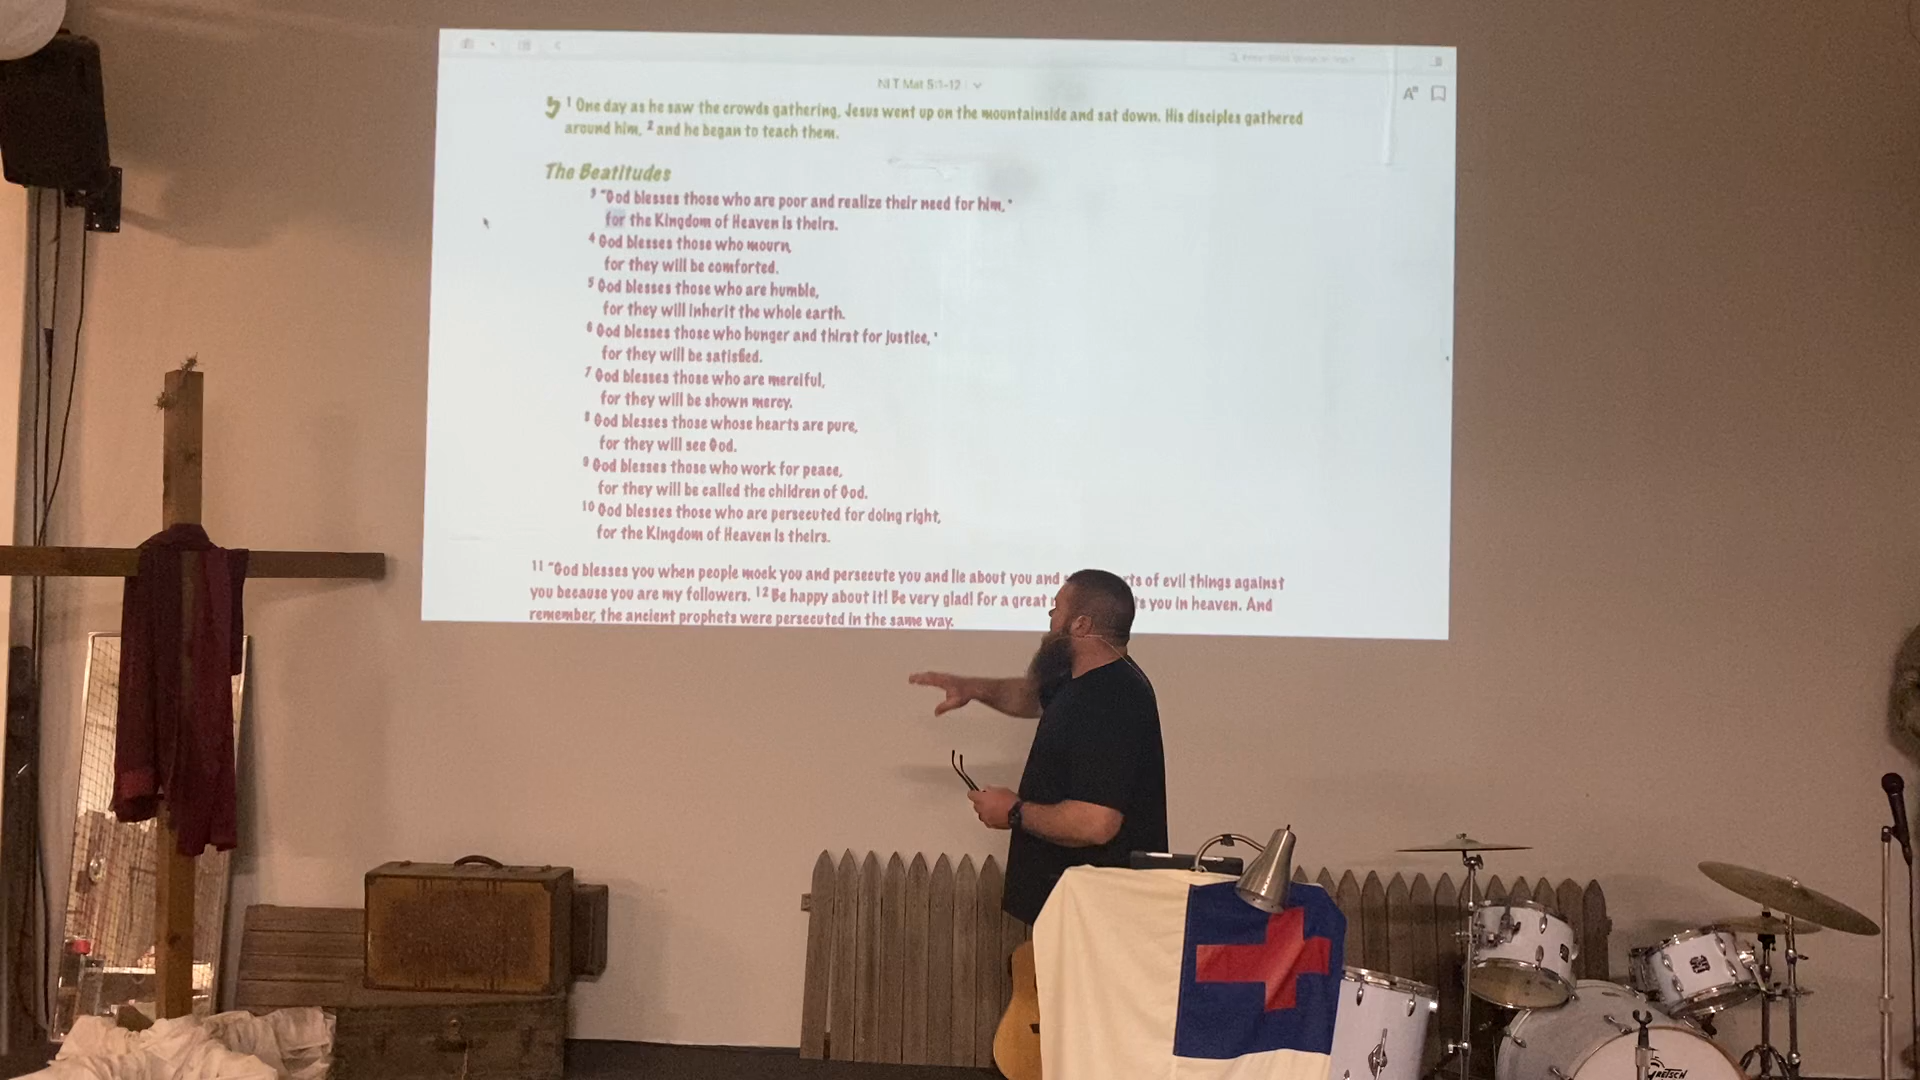 NLT Mat 5:1-12
5 1 One day as he saw the crowds gathering, Jesus went up on the mountainside and sat down. His disciples gathered
around him, 2 and he began to teach them.
The Beatitudes
3 "God blesses those who are poor and realize their need for him,*
for the Kingdom of Heaven is theirs.
4 God blesses those who mourn,
for they will be comforted.
5 God blesses those who are humble,
for they will inherit the whole earth.
6 God blesses those who hunger and thirst for justice,*
for they will be satisfied.
7 God blesses those who are merciful,
for they will be shown mercy.
8 God blesses those whose hearts are pure,
for they will see God.
9 God blesses those who work for peace,
for they will be called the children of God.
10 God blesses those who are persecuted for doing right,
for the Kingdom of Heaven is theirs.
11 "God blesses you when people mock you and persecute you and lie about you and of evil things against
you because you are my followers. 12 Be happy about it! Be very glad! For a great you in heaven. And
remember, the ancient prophets were persecuted in the same way.
GRETSCH